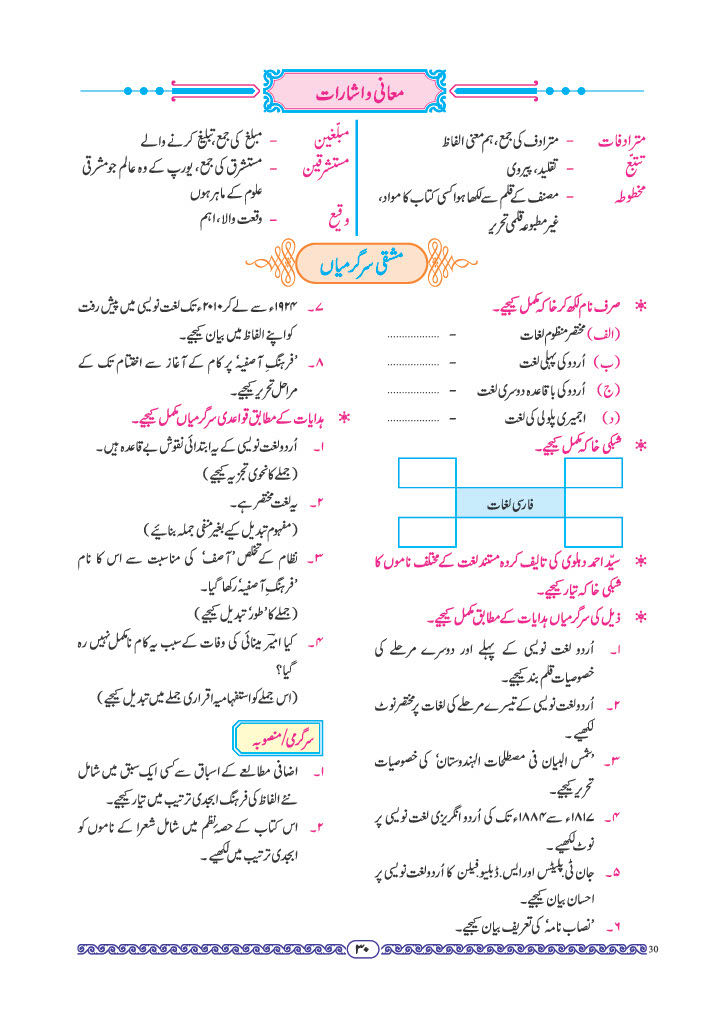 معانی و اشارات
مترادفات - مترادف کی جمع، ہم معنی الفاظ
تتبّع - تقلید، پیروی
مخطوطہ - مصنف کے قلم سے لکھا ہوا کسی کتاب کا مواد،
غیر مطبوعہ قلمی تحریر
مبلّغین - مبلغ کی جمع، تبلیغ کرنے والے
مستشرقین - مستشرق کی جمع، یورپ کے وہ عالم جو مشرقی
علوم کے ماہر ہوں
وقیع - وقعت والا، اہم
مشقی سرگرمیاں
* صرف نام لکھ کر خاکہ مکمل کیجیے۔
(الف) مختصر منظوم لغات - ..................
(ب) اُردو کی پہلی لغت - ..................
(ج) اُردو کی باقاعدہ دوسری لغت - ..................
(د) اجمیری پلولی کی لغت - ..................
* شبکی خاکہ مکمل کیجیے۔
فارسی لغات
* سیّد احمد دہلوی کی تالیف کردہ مستند لغت کے مختلف ناموں کا
شبکی خاکہ تیار کیجیے۔
* ذیل کی سرگرمیاں ہدایات کے مطابق مکمل کیجیے۔
۱۔ اُردو لغت نویسی کے پہلے اور دوسرے مرحلے کی
خصوصیات قلم بند کیجیے۔
۲۔ اُردو لغت نویسی کے تیسرے مرحلے کی لغات پر مختصر نوٹ
لکھیے۔
۳۔ ’شمس البیان فی مصطلحات الہندوستان‘ کی خصوصیات
تحریر کیجیے۔
۴۔ ۱۸۱۷ء سے ۱۸۸۴ء تک کی اُردو انگریزی لغت نویسی پر
نوٹ لکھیے۔
۵۔ جان ٹی۔ پلیٹس اور ایس۔ ڈبلیو۔ فیلن کا اُردو لغت نویسی پر
احسان بیان کیجیے۔
۶۔ ’نصاب نامہ‘ کی تعریف بیان کیجیے۔
۷۔ ۱۹۲۴ء سے لے کر ۲۰۱۰ء تک لغت نویسی میں پیش رفت
کو اپنے الفاظ میں بیان کیجیے۔
۸۔ ’فرہنگِ آصفیہ‘ پر کام کے آغاز سے اختتام تک کے
مراحل تحریر کیجیے۔
* ہدایات کے مطابق قواعدی سرگرمیاں مکمل کیجیے۔
۱۔ اُردو لغت نویسی کے یہ ابتدائی نقوش بے قاعدہ ہیں۔
(جملے کا نحوی تجزیہ کیجیے)
۲۔ یہ لغت مختصر ہے۔
(مفہوم تبدیل کیے بغیر منفی جملہ بنائیے)
۳۔ نظام کے تخلص ’آصف‘ کی مناسبت سے اس کا نام
’فرہنگِ آصفیہ‘ رکھا گیا۔
(جملے کا ’طور‘ تبدیل کیجیے)
۴۔ کیا امیرؔ مینائی کی وفات کے سبب یہ کام نامکمل نہیں رہ
گیا؟
(اس جملے کو استفہامیہ اقراری جملے میں تبدیل کیجیے)
سرگرمی/منصوبہ
۱۔ اضافی مطالعے کے اسباق سے کسی ایک سبق میں شامل
نئے الفاظ کی فرہنگ ابجدی ترتیب میں تیار کیجیے۔
۲۔ اس کتاب کے حصۂ نظم میں شامل شعرا کے ناموں کو
ابجدی ترتیب میں لکھیے۔
۳۰
30